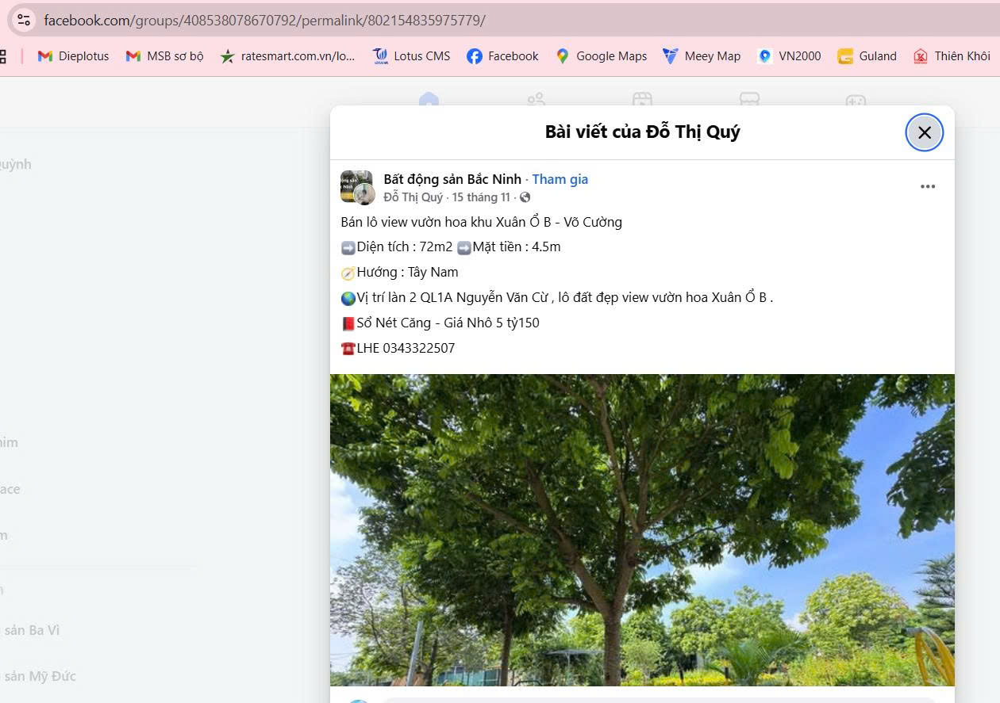 facebook.com/groups/408538078670792/permalink/802154835975779/
Dieplotus MSB sơ bộ ratesmart.com.vn/lo... Lotus CMS Facebook Google Maps Meey Map VN2000 Guland Thiên Khôi
Bài viết của Đỗ Thị Quý
Quỳnh
Bất động sản Bắc Ninh · Tham gia
Đỗ Thị Quý · 15 tháng 11 ·
Bán lô view vườn hoa khu Xuân Ổ B - Võ Cường
➡️Diện tích : 72m2 ➡️Mặt tiền : 4.5m
🧭Hướng : Tây Nam
🌏Vị trí làn 2 QL1A Nguyễn Văn Cừ , lô đất đẹp view vườn hoa Xuân Ổ B .
📕Sổ Nét Căng - Giá Nhô 5 tỷ150
☎️LHE 0343322507
sản Ba Vì
sản Mỹ Đức